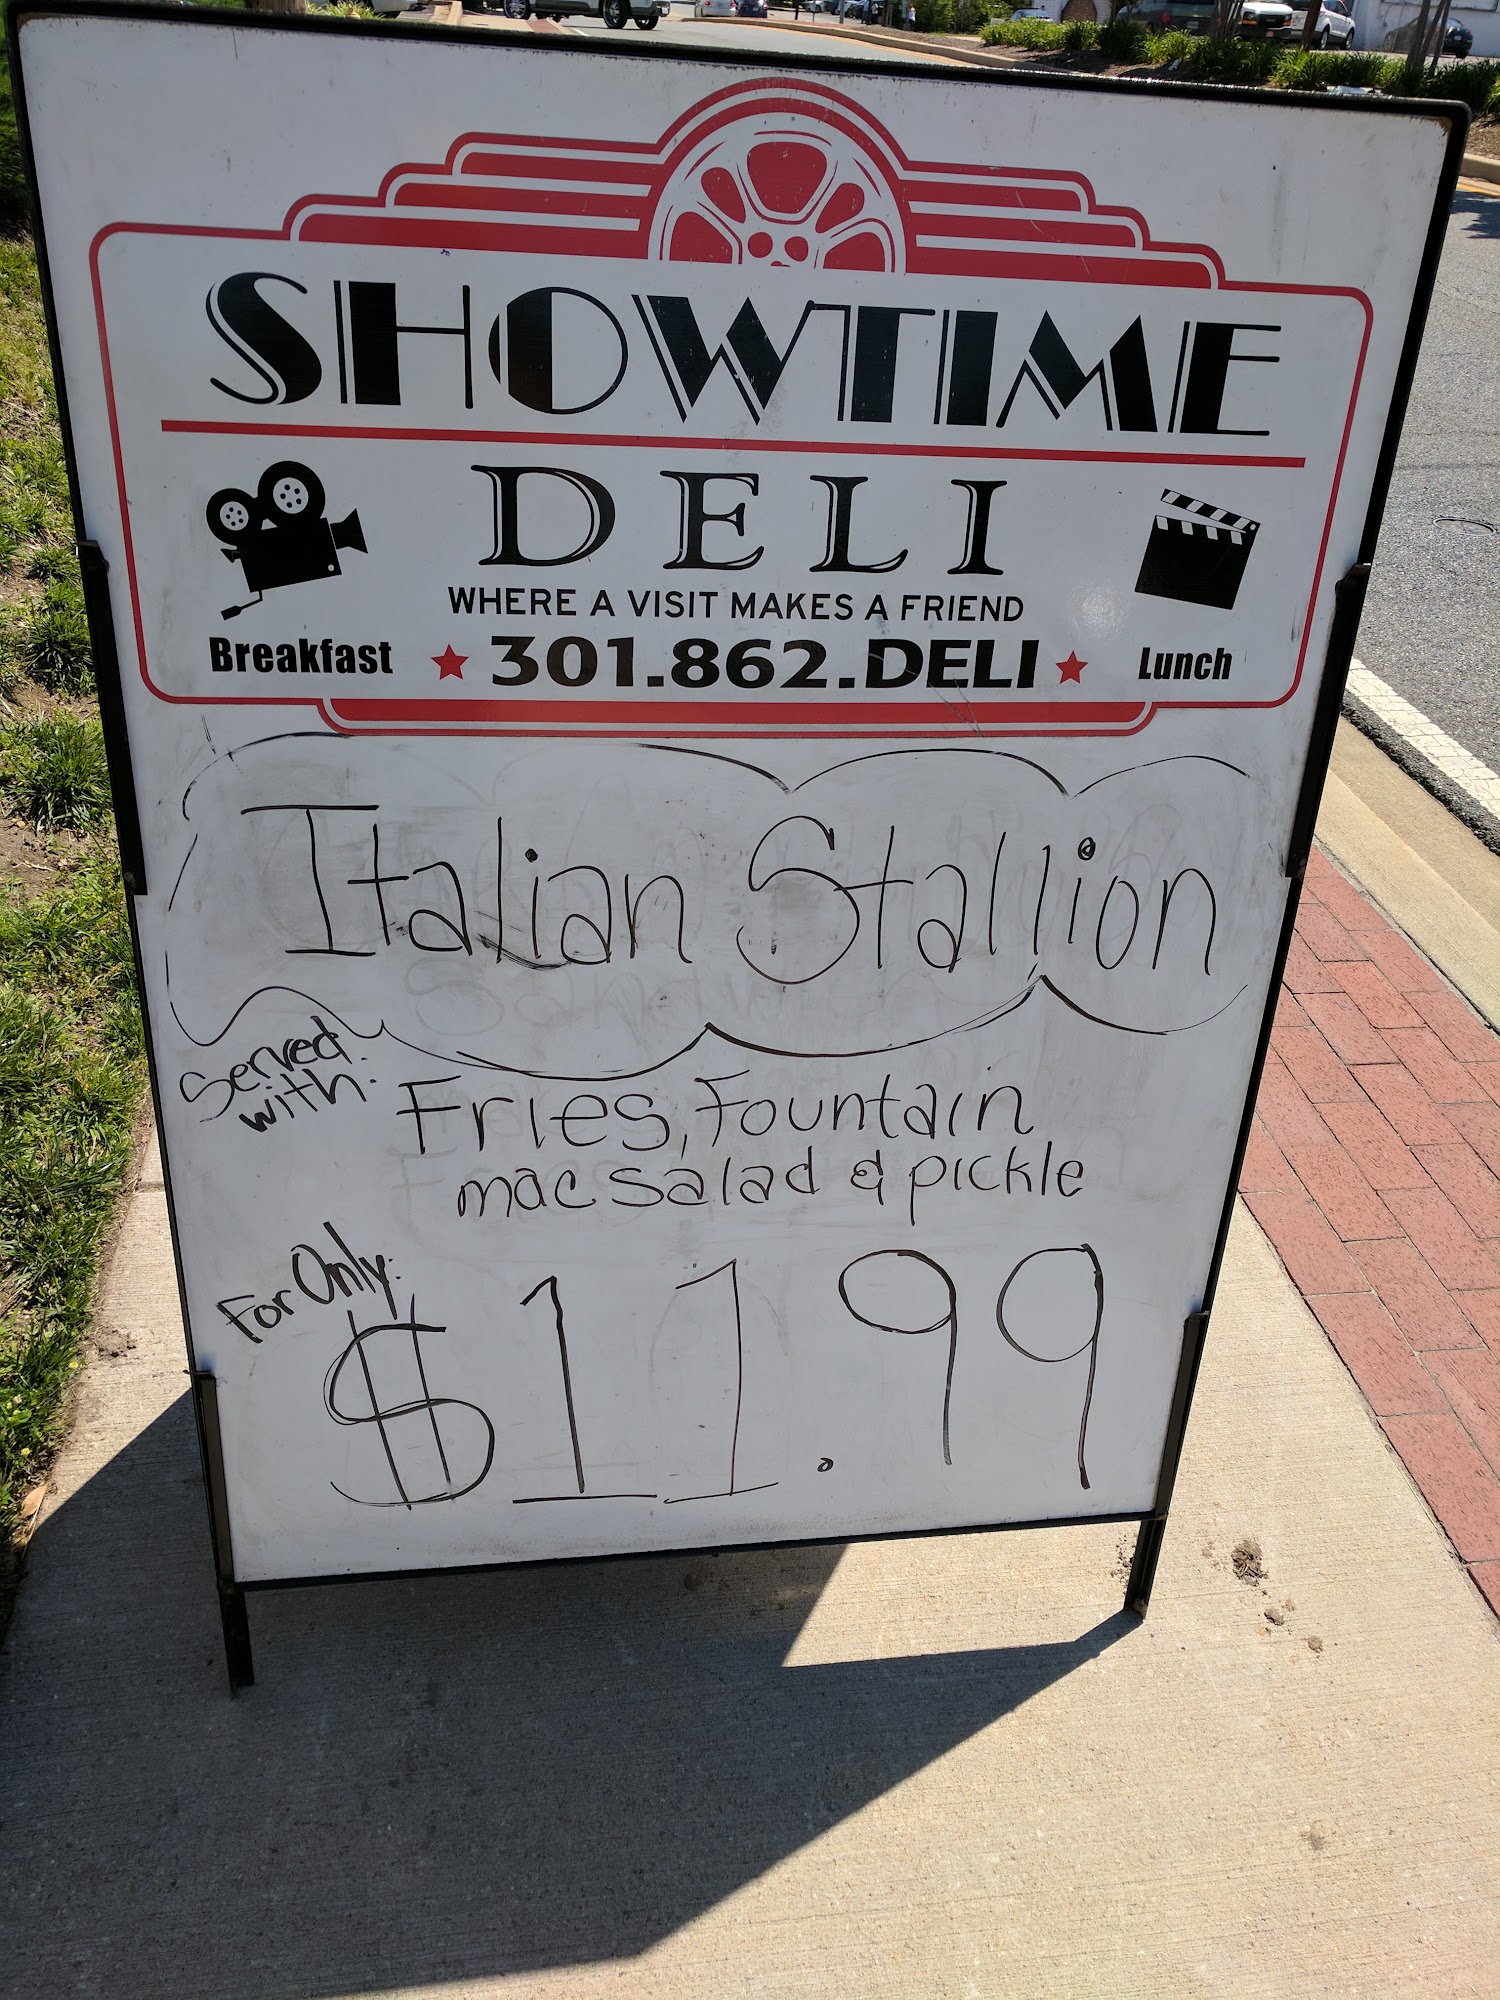 SHOWTIME
DELI
WHERE A VISIT MAKES A FRIEND
Breakfast 301.862.DELI Lunch
Italian Stallion
Served
with:
Fries, Fountain
mac salad & pickle
For Only:
$11.99